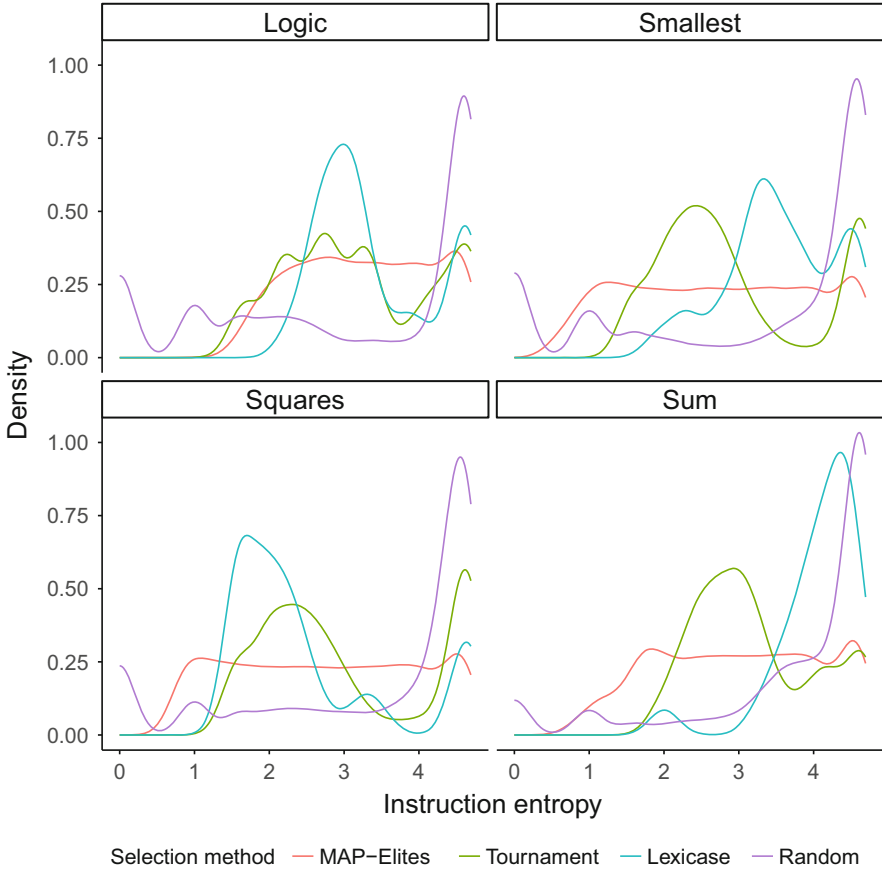 Logic
Smallest
1.00
0.75
0.50
0.25
0.00
Squares
Sum
1.00
0.75
0.50
0.25
0.00
0 1 2 3 4
0 1 2 3 4
Density
Instruction entropy
Selection method MAP−Elites Tournament Lexicase Random